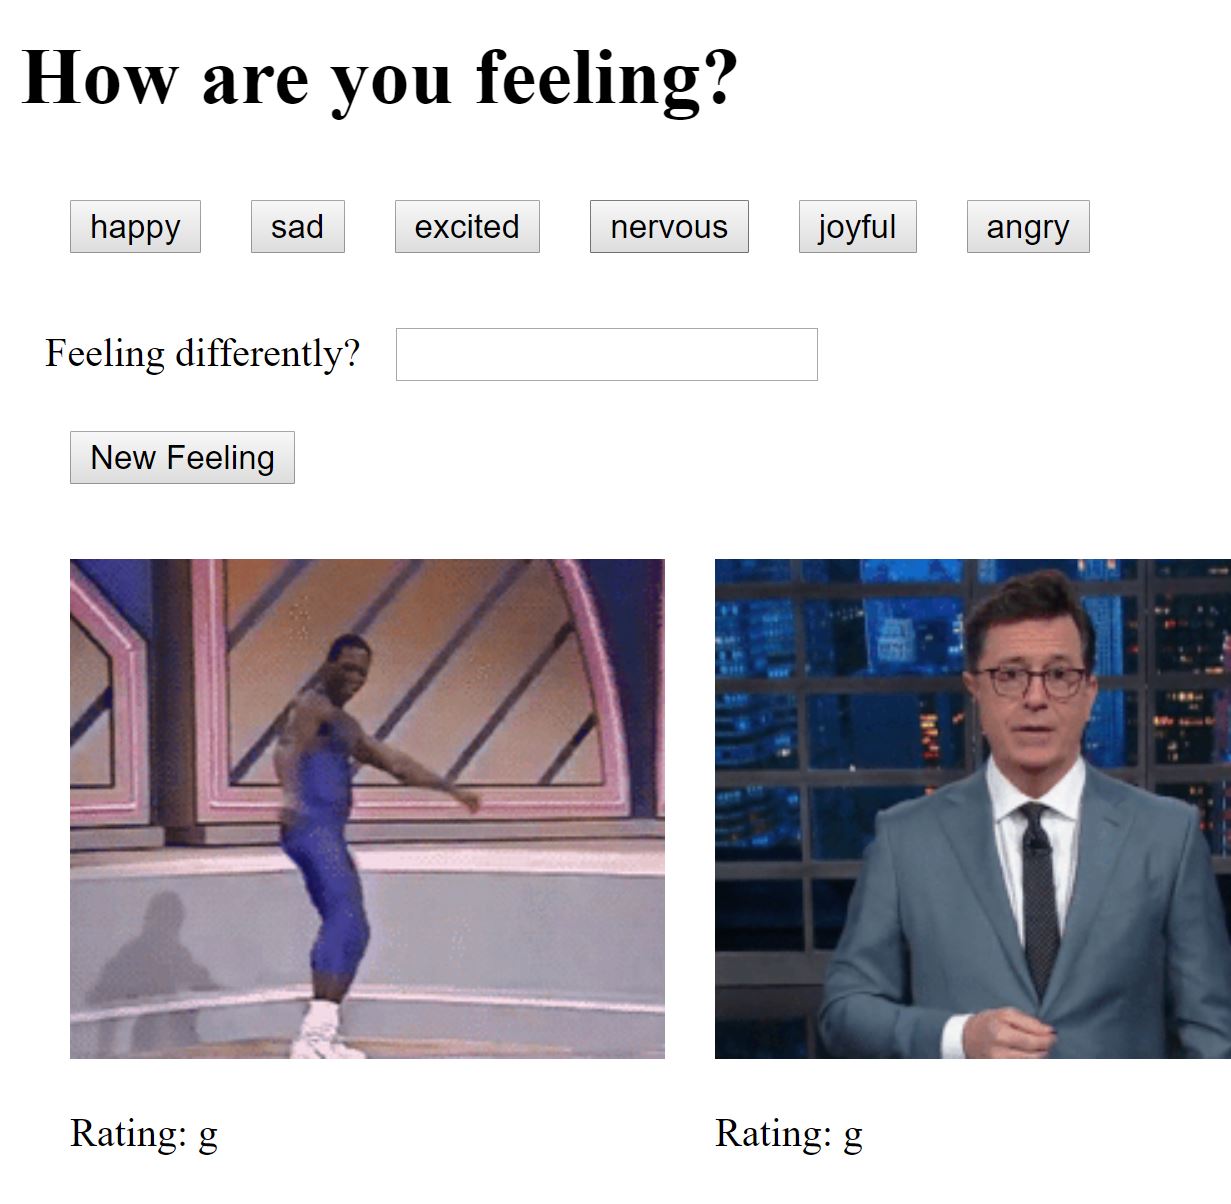 How are you feeling?
happy sad excited nervous joyful angry
Feeling differently?
New Feeling
Rating: g Rating: g